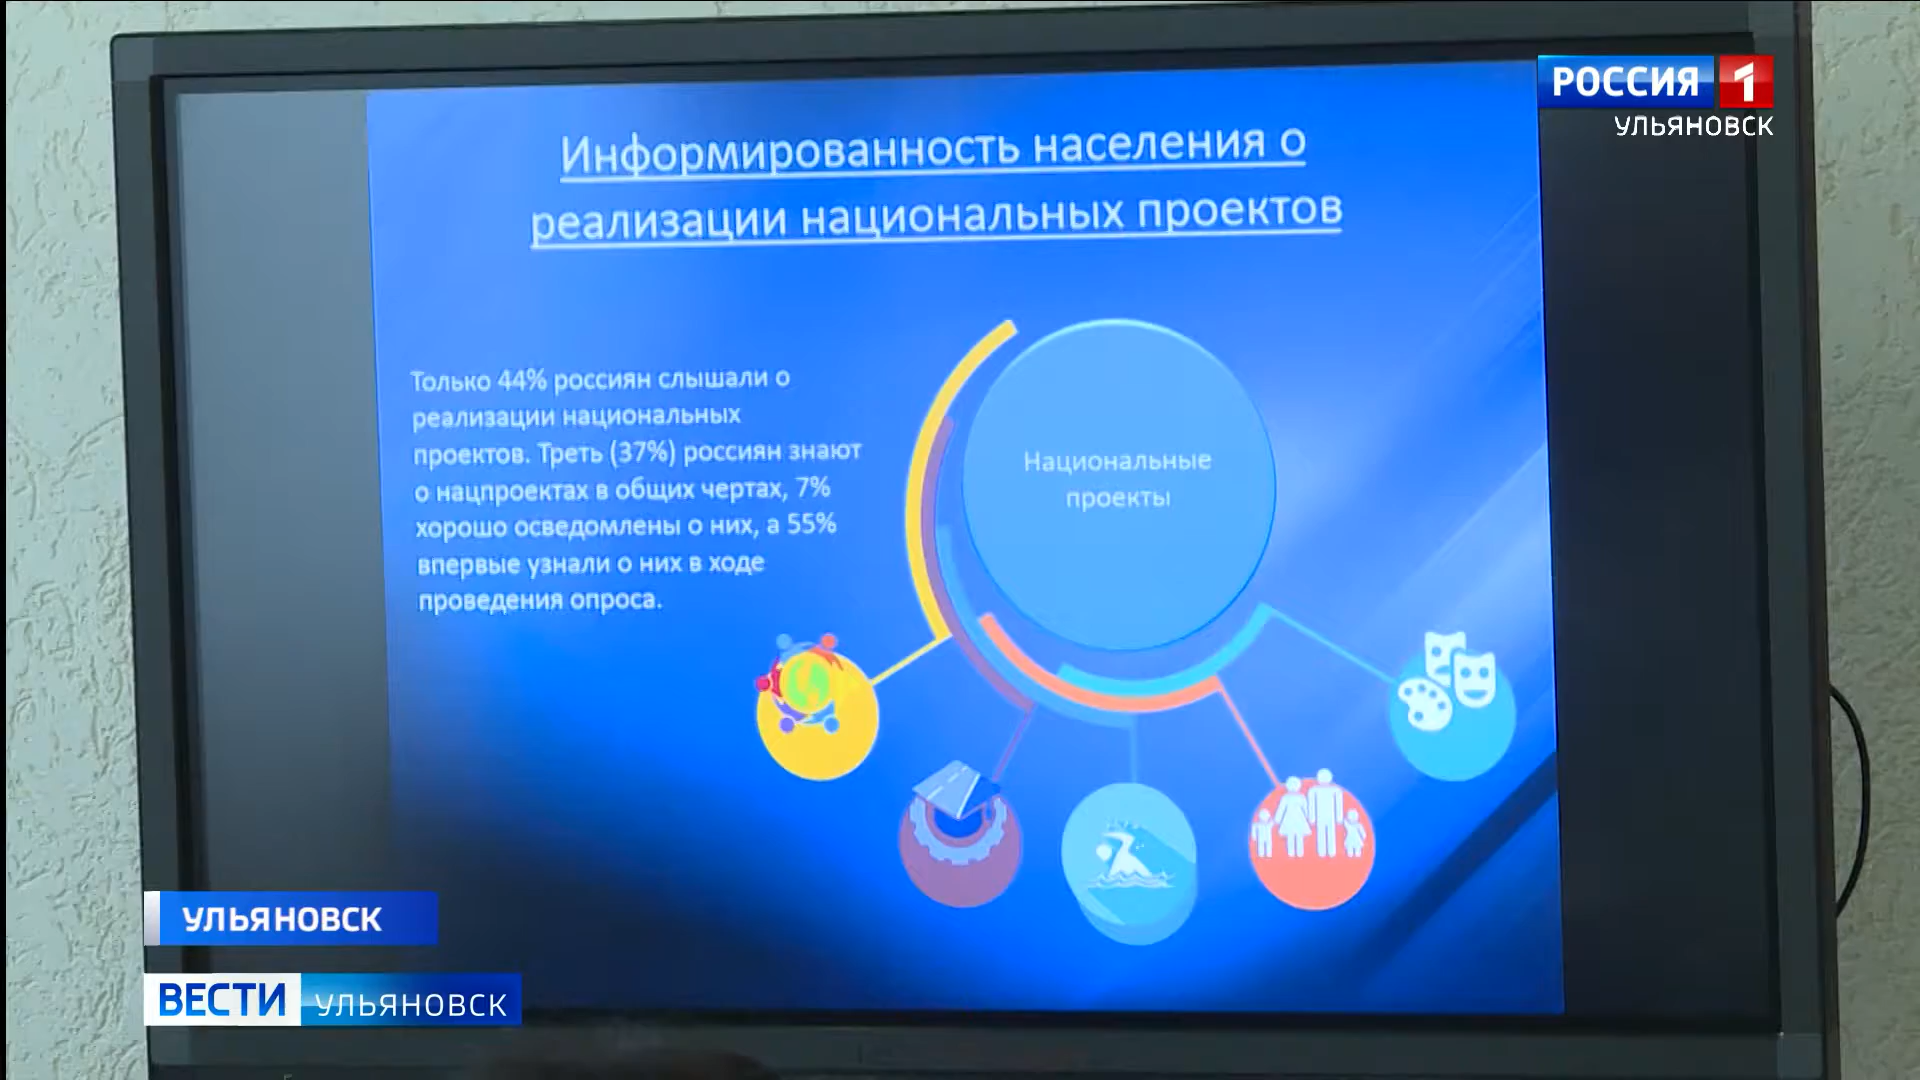 РОССИЯ 1
УЛЬЯНОВСК
Информированность населения о
реализации национальных проектов
Только 44% россиян слышали о
реализации национальных
проектов. Треть (37%) россиян знают
о нацпроектах в общих чертах, 7%
хорошо осведомлены о них, а 55%
впервые узнали о них в ходе
проведения опроса.
Национальные
проекты
УЛЬЯНОВСК
ВЕСТИ УЛЬЯНОВСК